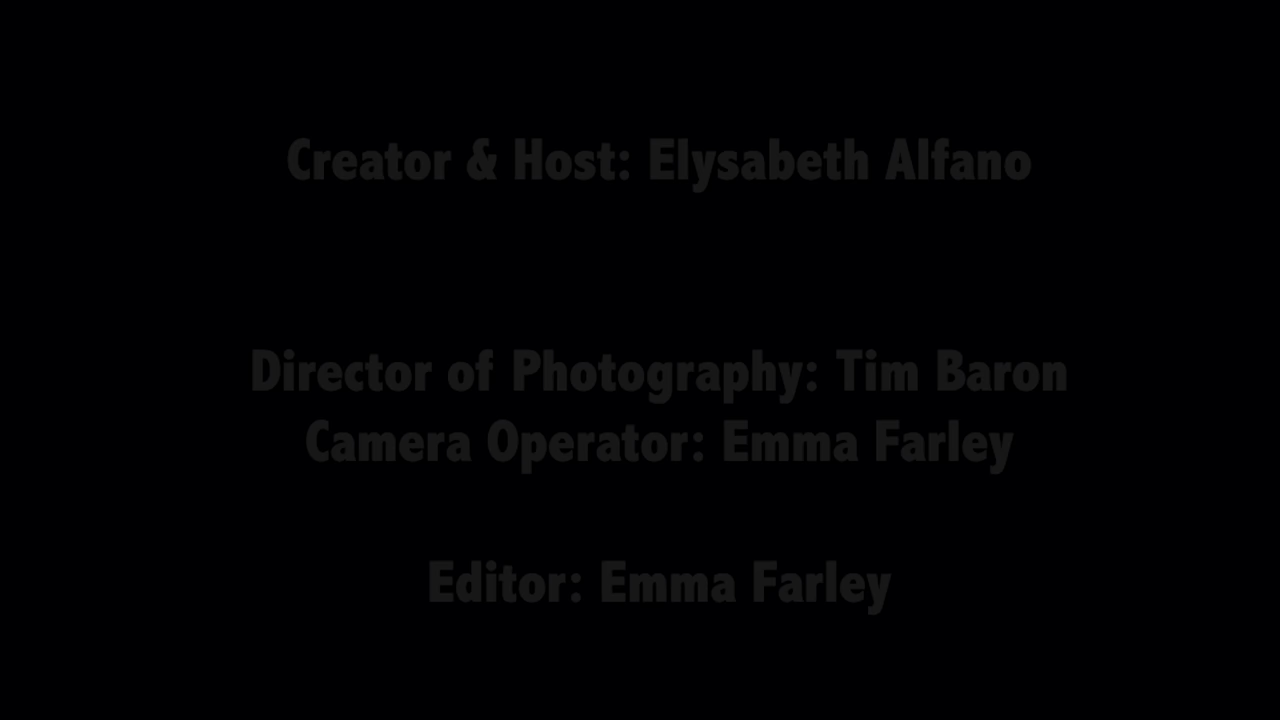 Creator & Host: Elysabeth Alfano
Director of Photography: Tim Baron
Camera Operator: Emma Farley
Editor: Emma Farley